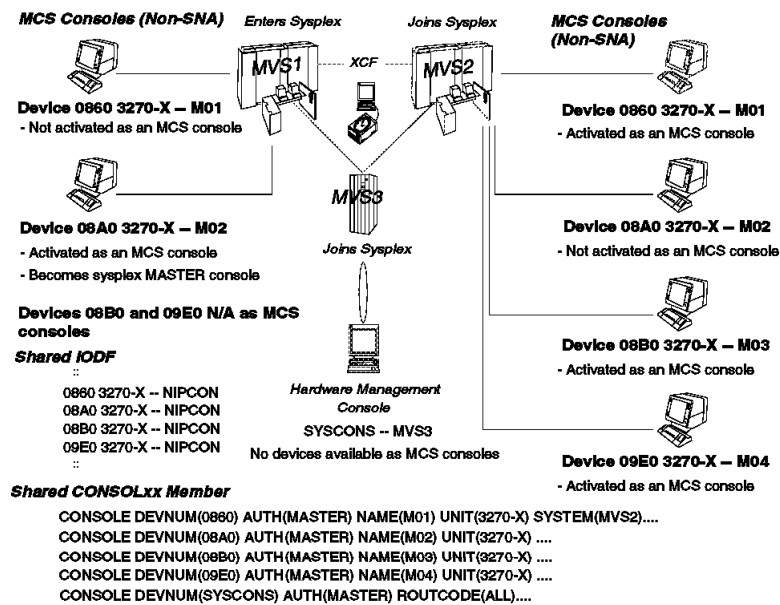 MCS Consoles (Non-SNA)
Enters Sysplex
Joins Sysplex
MCS Consoles
(Non-SNA)
MVS1
XCF
MVS2
Device 0860 3270-X – M01
- Not activated as an MCS console
Device 0860 3270-X – M01
- Activated as an MCS console
MVS3
Joins Sysplex
Device 08A0 3270-X – M02
- Activated as an MCS console
- Becomes sysplex MASTER console
Device 08A0 3270-X – M02
- Not activated as an MCS console
Devices 08B0 and 09E0 N/A as MCS
consoles
Device 08B0 3270-X – M03
- Activated as an MCS console
Shared IODF
::
0860 3270-X -- NIPCON
08A0 3270-X -- NIPCON
08B0 3270-X -- NIPCON
09E0 3270-X -- NIPCON
::
Hardware Management
Console
SYSCONS -- MVS3
No devices available as MCS consoles
Device 09E0 3270-X – M04
- Activated as an MCS console
Shared CONSOLxx Member
CONSOLE DEVNUM(0860) AUTH(MASTER) NAME(M01) UNIT(3270-X) SYSTEM(MVS2)....
CONSOLE DEVNUM(08A0) AUTH(MASTER) NAME(M02) UNIT(3270-X) ....
CONSOLE DEVNUM(08B0) AUTH(MASTER) NAME(M03) UNIT(3270-X) ....
CONSOLE DEVNUM(09E0) AUTH(MASTER) NAME(M04) UNIT(3270-X) ....
CONSOLE DEVNUM(SYSCONS) AUTH(MASTER) ROUTCODE(ALL)....